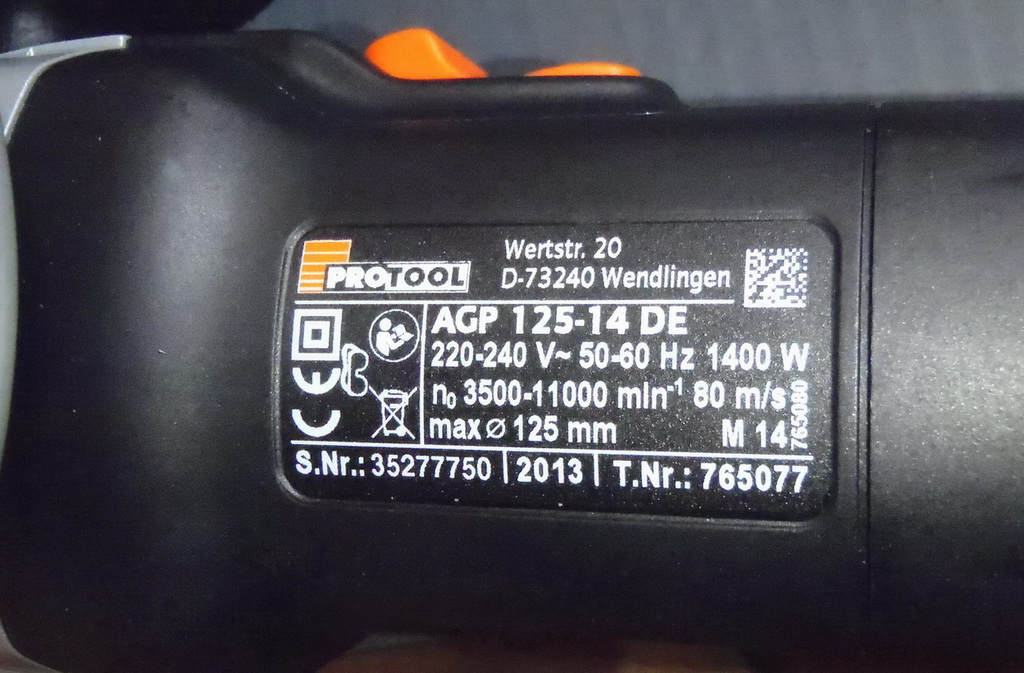 PROTOOL
Wertstr. 20
D-73240 Wendlingen
AGP 125-14 DE
220-240 V~ 50-60 Hz 1400 W
n₀ 3500-11000 min⁻¹ 80 m/s
max ⌀ 125 mm M 14
765080
CE
S.Nr.: 35277750 | 2013 | T.Nr.: 765077